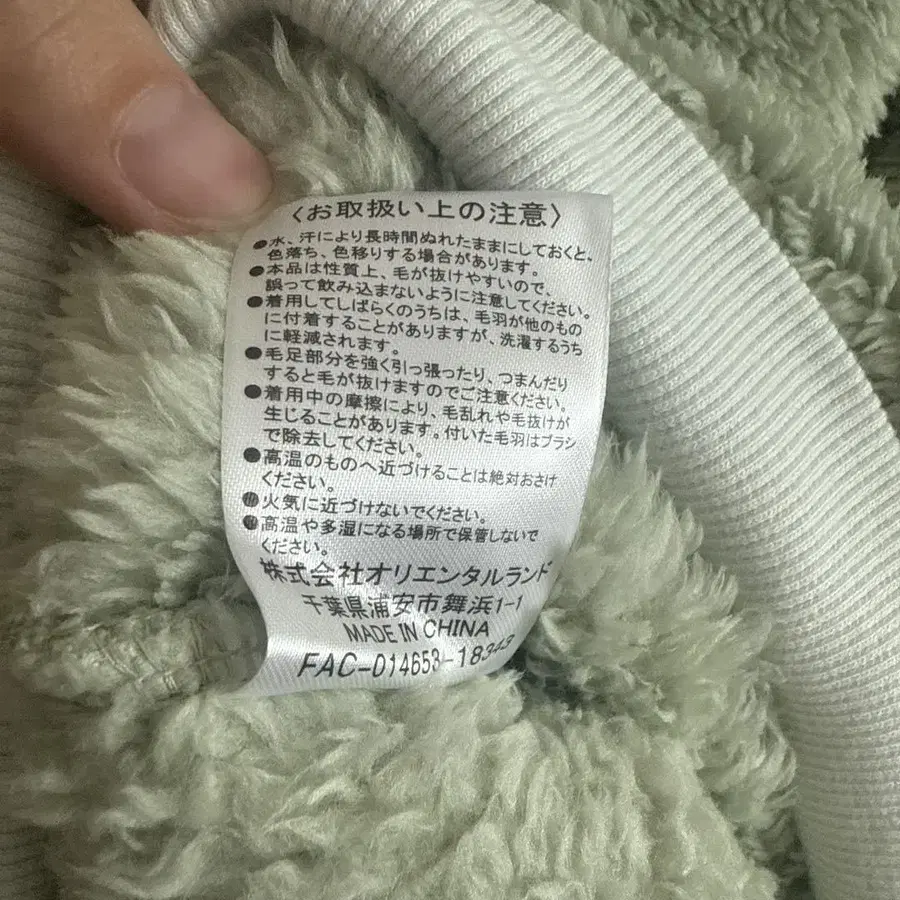 〈お取扱い上の注意〉
●水、汗により長時間ぬれたままにしておくと、
色落ち、色移りする場合があります。
●本品は性質上、毛が抜けやすいので、
誤って飲み込まないように注意してください。
●着用してしばらくのうちは、毛羽が他のもの
に付着することがありますが、洗濯するうち
に軽減されます。
●毛足部分を強く引っ張ったり、つまんだり
すると毛が抜けますのでご注意ください。
●着用中の摩擦により、毛乱れや毛抜けが
生じることがあります。付いた毛羽はブラシ
で除去してください。
●高温のものへ近づけることは絶対おさけ
ください。
●火気に近づけないでください。
●高温や多湿になる場所で保管しないで
ください。
株式会社オリエンタルランド
千葉県浦安市舞浜1-1
MADE IN CHINA
FAC-014653-18343